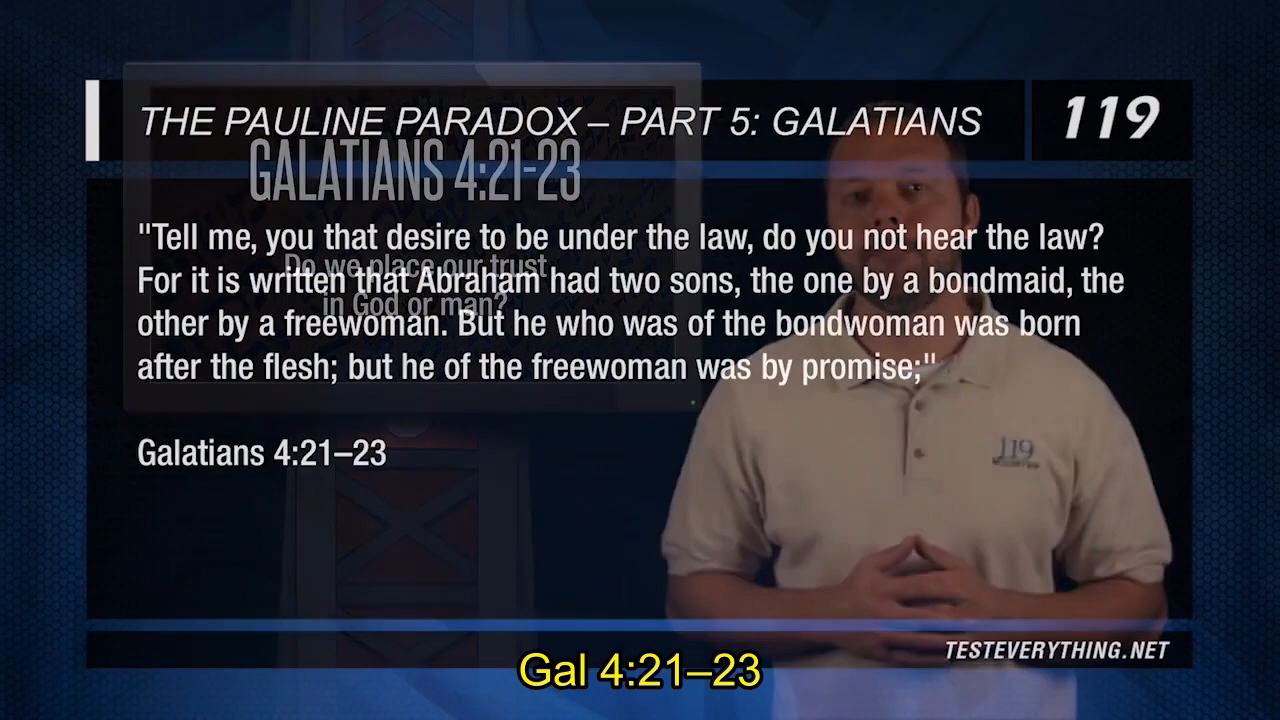 THE PAULINE PARADOX – PART 5: GALATIANS
119
GALATIANS 4:21-23
"Tell me, you that desire to be under the law, do you not hear the law?
Do we place our trust
For it is written that Abraham had two sons, the one by a bondmaid, the
in God or man?
other by a freewoman. But he who was of the bondwoman was born
after the flesh; but he of the freewoman was by promise;"
Galatians 4:21–23
119
TESTEVERYTHING.NET
Gal 4:21–23